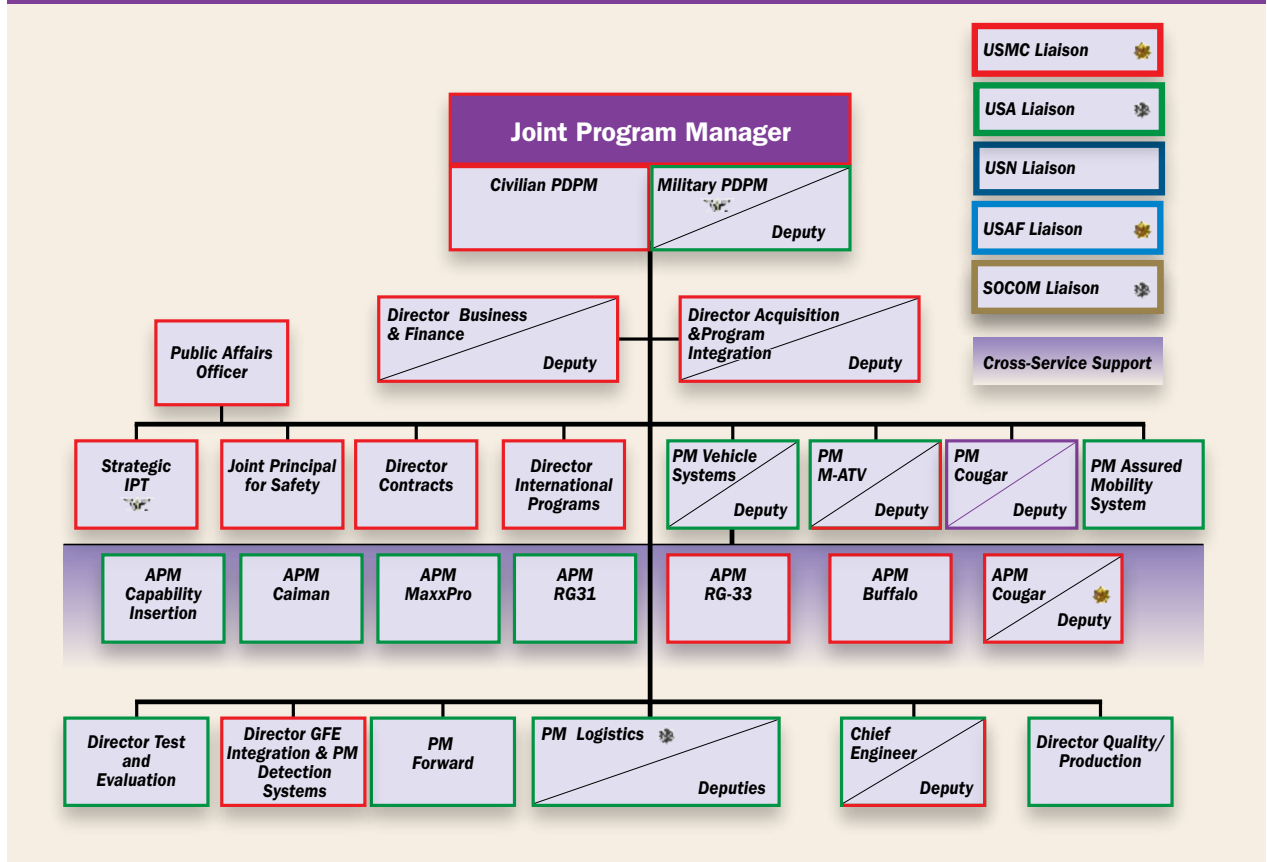 USMC Liaison
USA Liaison
USN Liaison
USAF Liaison
SOCOM Liaison
Cross-Service Support
Joint Program Manager
Civilian PDPM
Military PDPM
Deputy
Director Business
& Finance
Deputy
Director Acquisition
&Program
Integration
Deputy
Public Affairs
Officer
Strategic
IPT
Joint Principal
for Safety
Director
Contracts
Director
International
Programs
PM Vehicle
Systems
Deputy
PM
M-ATV
Deputy
PM
Cougar
Deputy
PM Assured
Mobility
System
APM
Capability
Insertion
APM
Caiman
APM
MaxxPro
APM
RG31
APM
RG-33
APM
Buffalo
APM
Cougar
Deputy
Director Test
and
Evaluation
Director GFE
Integration & PM
Detection
Systems
PM
Forward
PM Logistics
Deputies
Chief
Engineer
Deputy
Director Quality/
Production